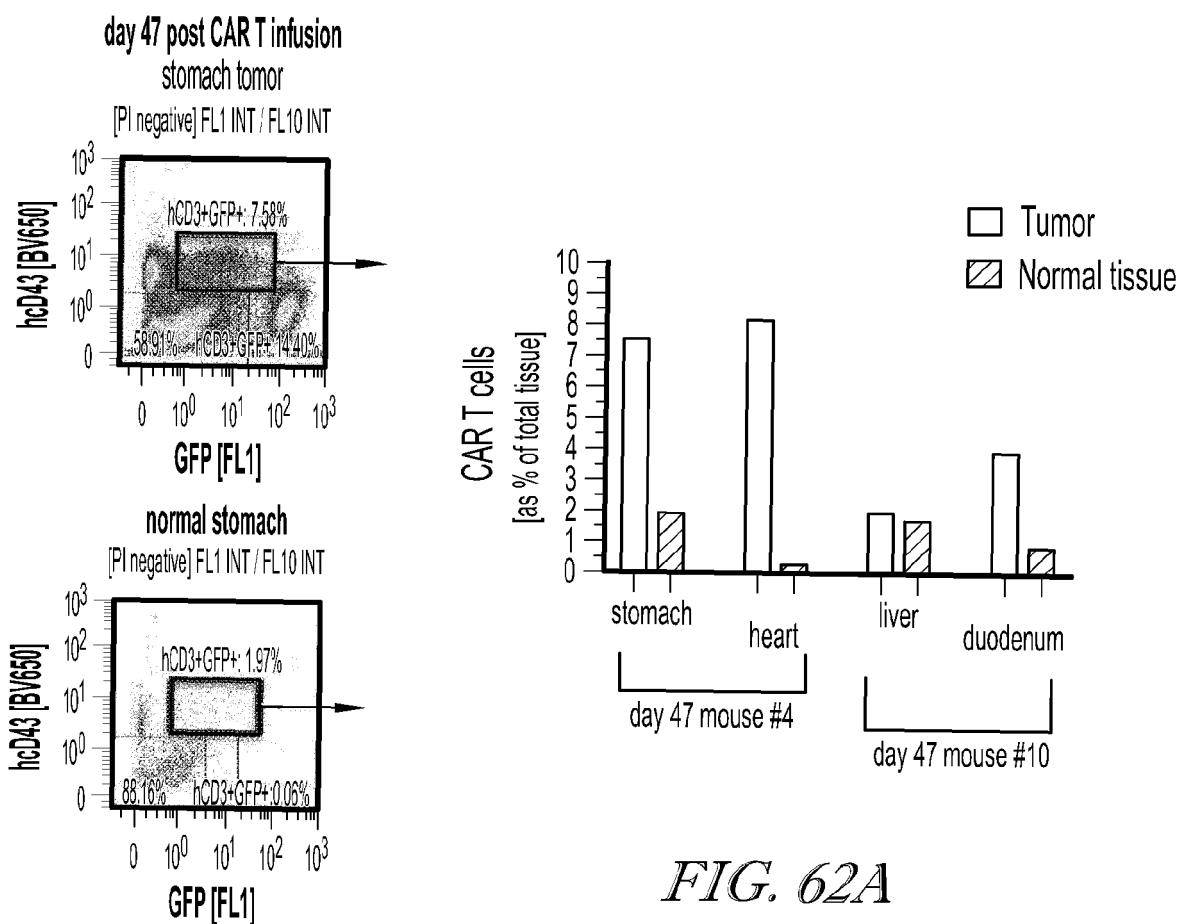 day 47 post CAR T infusion
stomach tomor
[PI negative] FL1 INT / FL10 INT
hcD43 [BV650]
10³
10²
10¹
10⁰
0
hCD3+GFP+: 7.58%
58.91%
hCD3+GFP+:14.40%
0
10⁰
10¹
10²
10³
GFP [FL1]
normal stomach
[PI negative] FL1 INT / FL10 INT
hcD43 [BV650]
10³
10²
10¹
10⁰
0
hCD3+GFP+: 1.97%
88.16%
hCD3+GFP+:0.06%
0
10⁰
10¹
10²
10³
GFP [FL1]
Tumor
Normal tissue
CAR T cells
[as % of total tissue]
10
9
8
7
6
5
4
3
2
1
0
stomach
heart
liver
duodenum
day 47 mouse #4
day 47 mouse #10
FIG. 62A